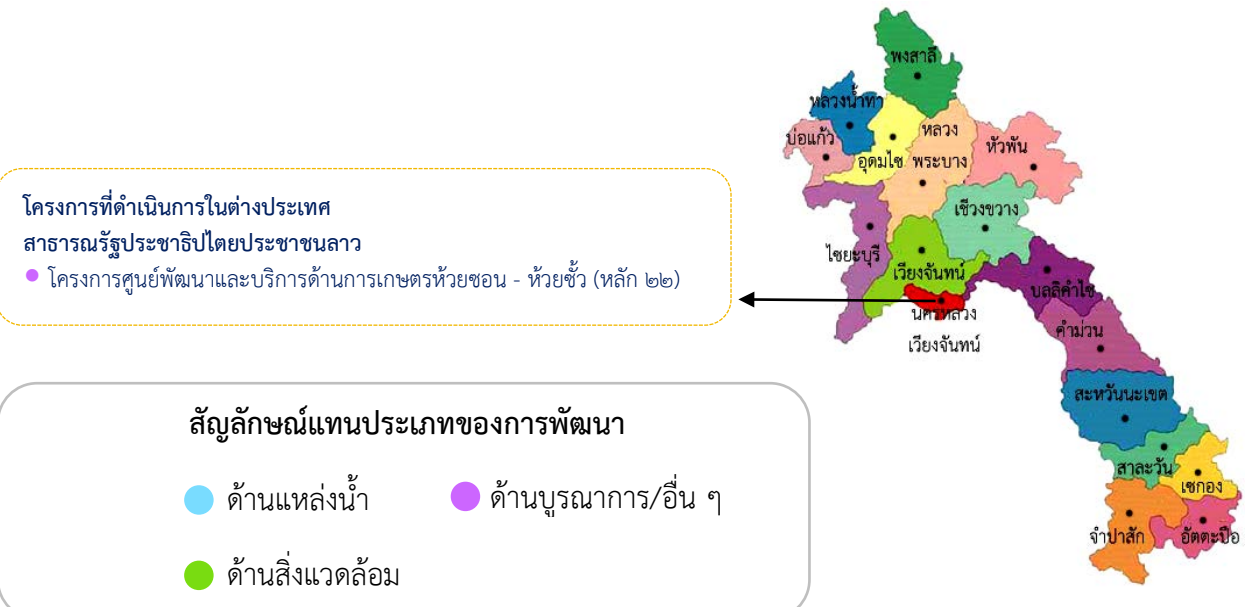 พงสาลี
หลวงน้ำทา
บ่อแก้ว
อุดมไซ
หลวง
พระบาง
หัวพัน
โครงการที่ดำเนินการในต่างประเทศ
สาธารณรัฐประชาธิปไตยประชาชนลาว
โครงการศูนย์พัฒนาและบริการด้านการเกษตรห้วยซอน - ห้วยซั้ว (หลัก ๒๒)
เชียงขวาง
ไซยะบุรี
เวียงจันทน์
บลลิคำไซ
นครหลวง
เวียงจันทน์
คำม่วน
สะหวันนะเขต
สาละวัน
เซกอง
จำปาสัก
อัตตะปือ
สัญลักษณ์แทนประเภทของการพัฒนา
ด้านแหล่งน้ำ
ด้านบูรณาการ/อื่น ๆ
ด้านสิ่งแวดล้อม